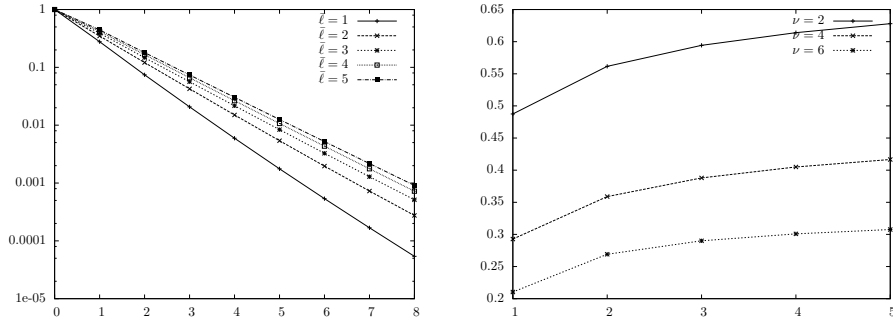 1
0.1
0.01
0.001
0.0001
1e-05
0 1 2 3 4 5 6 7 8
ℓ̄ = 1
ℓ̄ = 2
ℓ̄ = 3
ℓ̄ = 4
ℓ̄ = 5
0.65
0.6
0.55
0.5
0.45
0.4
0.35
0.3
0.25
0.2
1 2 3 4 5
ν = 2
ν = 4
ν = 6